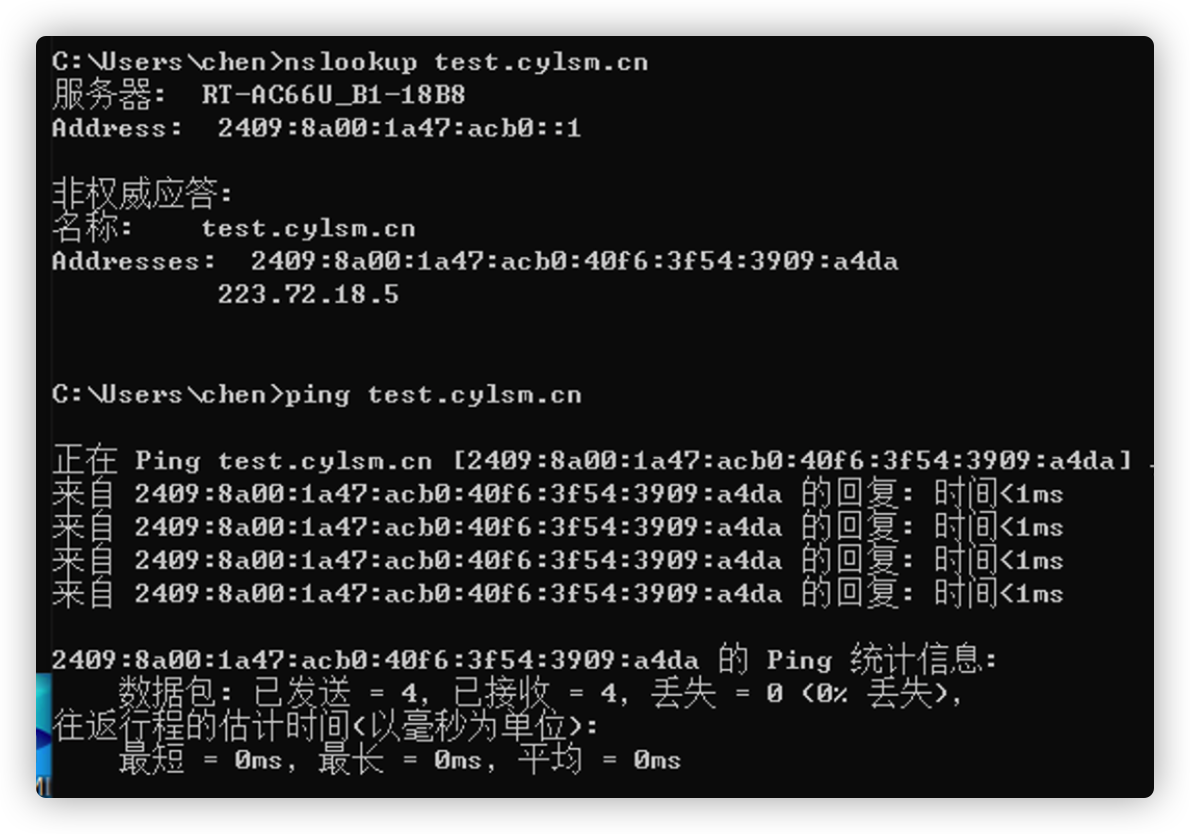 C:\Users\chen>nslookup test.cylsm.cn
服务器:  RT-AC66U_B1-18B8
Address:  2409:8a00:1a47:acb0::1
非权威应答:
名称:    test.cylsm.cn
Addresses:  2409:8a00:1a47:acb0:40f6:3f54:3909:a4da
223.72.18.5
C:\Users\chen>ping test.cylsm.cn
正在 Ping test.cylsm.cn [2409:8a00:1a47:acb0:40f6:3f54:3909:a4da]
来自 2409:8a00:1a47:acb0:40f6:3f54:3909:a4da 的回复: 时间<1ms
来自 2409:8a00:1a47:acb0:40f6:3f54:3909:a4da 的回复: 时间<1ms
来自 2409:8a00:1a47:acb0:40f6:3f54:3909:a4da 的回复: 时间<1ms
来自 2409:8a00:1a47:acb0:40f6:3f54:3909:a4da 的回复: 时间<1ms
2409:8a00:1a47:acb0:40f6:3f54:3909:a4da 的 Ping 统计信息:
数据包: 已发送 = 4, 已接收 = 4, 丢失 = 0 (0% 丢失),
往返行程的估计时间(以毫秒为单位):
最短 = 0ms, 最长 = 0ms, 平均 = 0ms